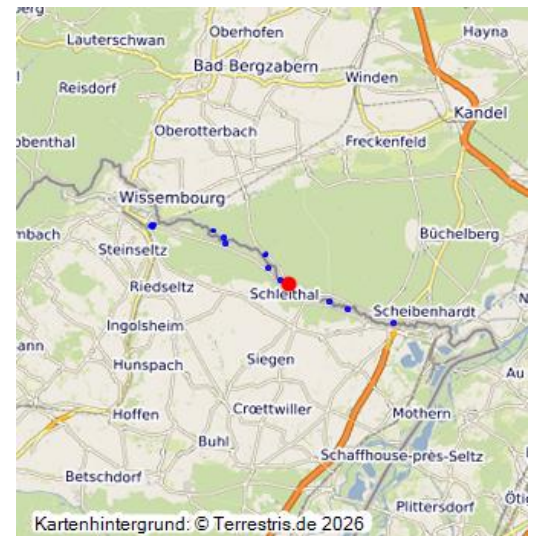 Oberhofen
Hayna
Lauterschwan
Bad Bergzabern
Winden
Reisdorf
Kandel
Oberotterbach
Freckenfeld
obenthal
Wissembourg
Büchelberg
mbach
Steinseltz
Riedseltz
Schleithal
Scheibenhardt
Ingolsheim
ann
Siegen
Hunspach
Au
Crœttwiller
Hoffen
Mothern
Buhl
Schaffhouse-près-Seltz
Betschdorf
Plittersdorf
Ötig
Kartenhintergrund: © Terrestris.de 2026